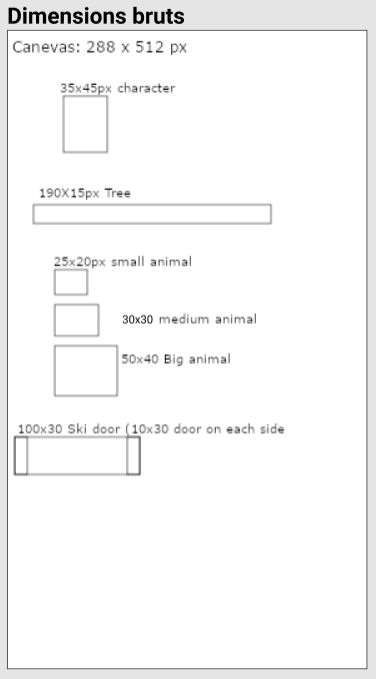 Dimensions bruts
Canevas: 288 x 512 px
35x45px character
190X15px Tree
25x20px small animal
30x30 medium animal
50x40 Big animal
100x30 Ski door (10x30 door on each side